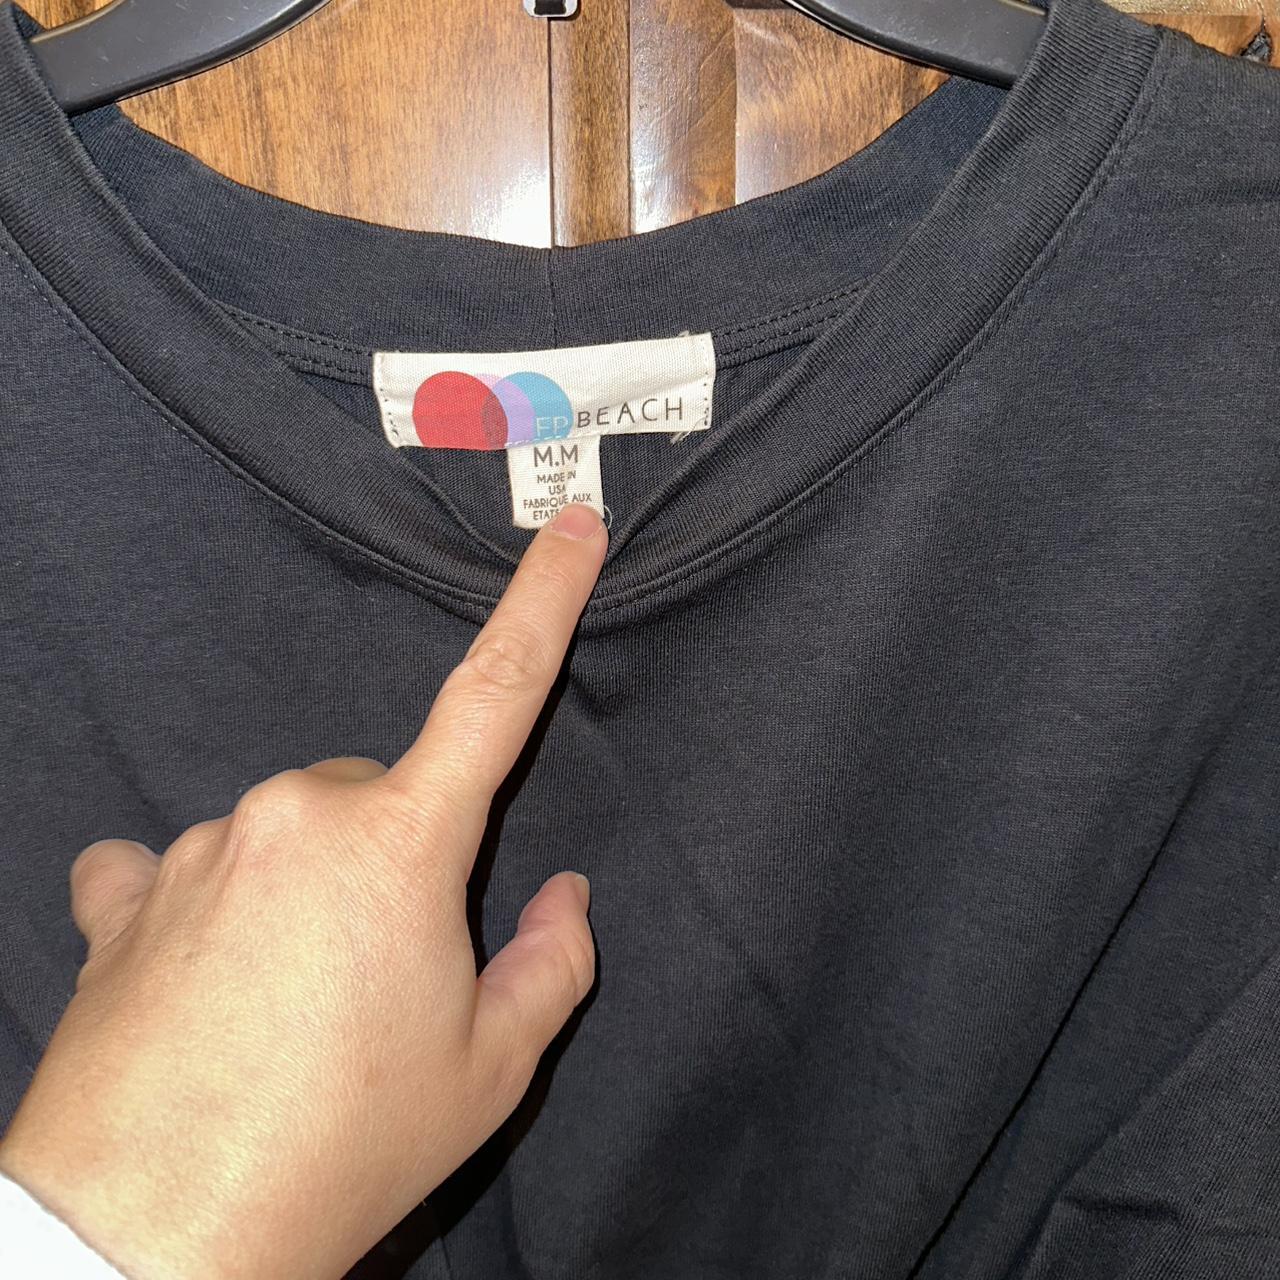 FP BEACH
M.M
MADE IN
USA
FABRIQUE AUX
ETATS